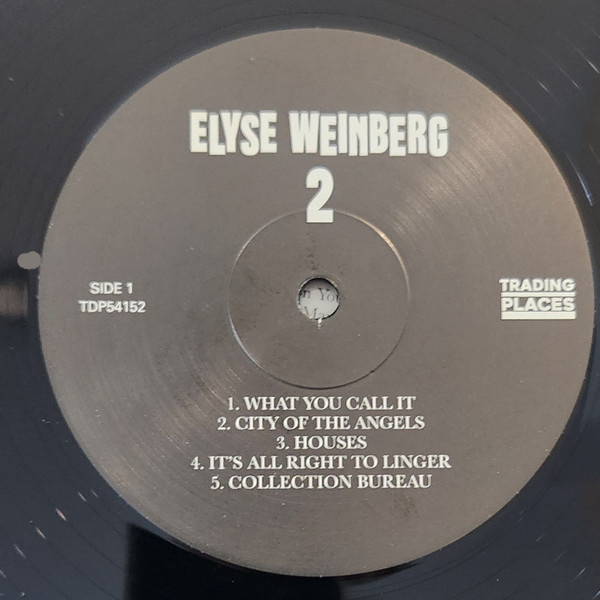 ELYSE WEINBERG
2
SIDE 1
TDP54152
TRADING
PLACES
1. WHAT YOU CALL IT
2. CITY OF THE ANGELS
3. HOUSES
4. IT'S ALL RIGHT TO LINGER
5. COLLECTION BUREAU